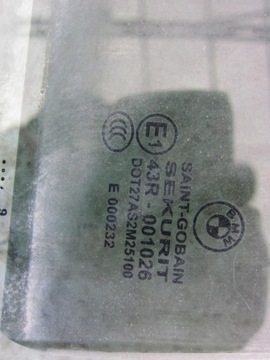 BMW
SAINT-GOBAIN
SEKURIT
E1 43R - 001026
DOT27AS2M25100
E 000232